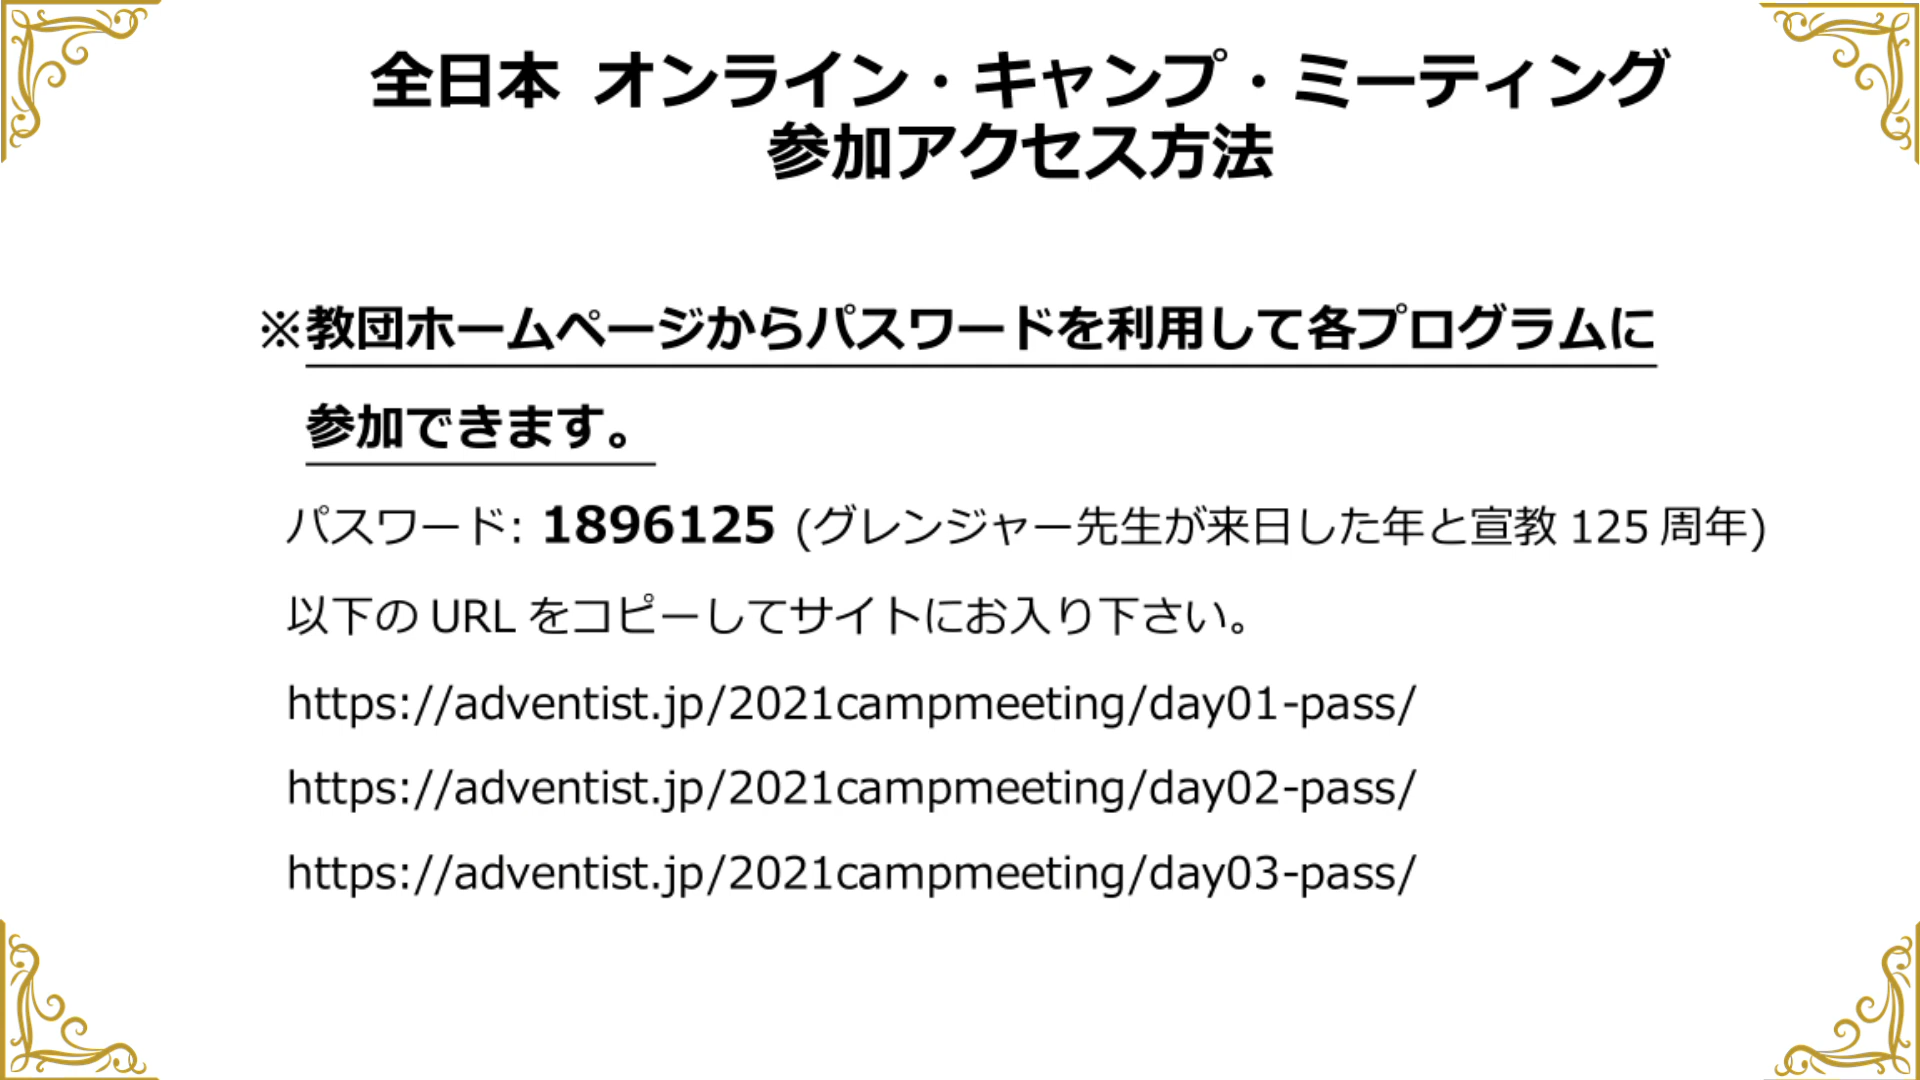 全日本 オンライン・キャンプ・ミーティング
参加アクセス方法
※教団ホームページからパスワードを利用して各プログラムに
参加できます。
パスワード: 1896125 (グレンジャー先生が来日した年と宣教 125 周年)
以下の URL をコピーしてサイトにお入り下さい。
https://adventist.jp/2021campmeeting/day01-pass/
https://adventist.jp/2021campmeeting/day02-pass/
https://adventist.jp/2021campmeeting/day03-pass/